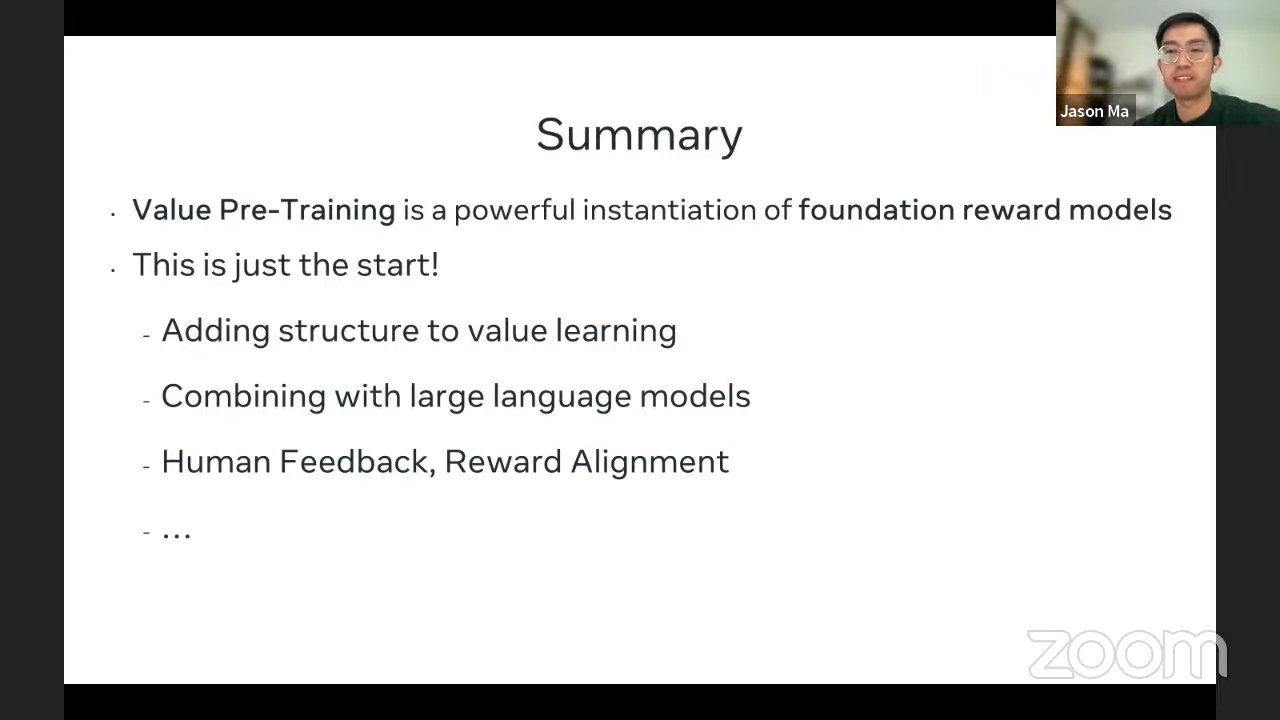 Jason Ma
Summary
· Value Pre-Training is a powerful instantiation of foundation reward models
· This is just the start!
- Adding structure to value learning
- Combining with large language models
- Human Feedback, Reward Alignment
- ...
zoom